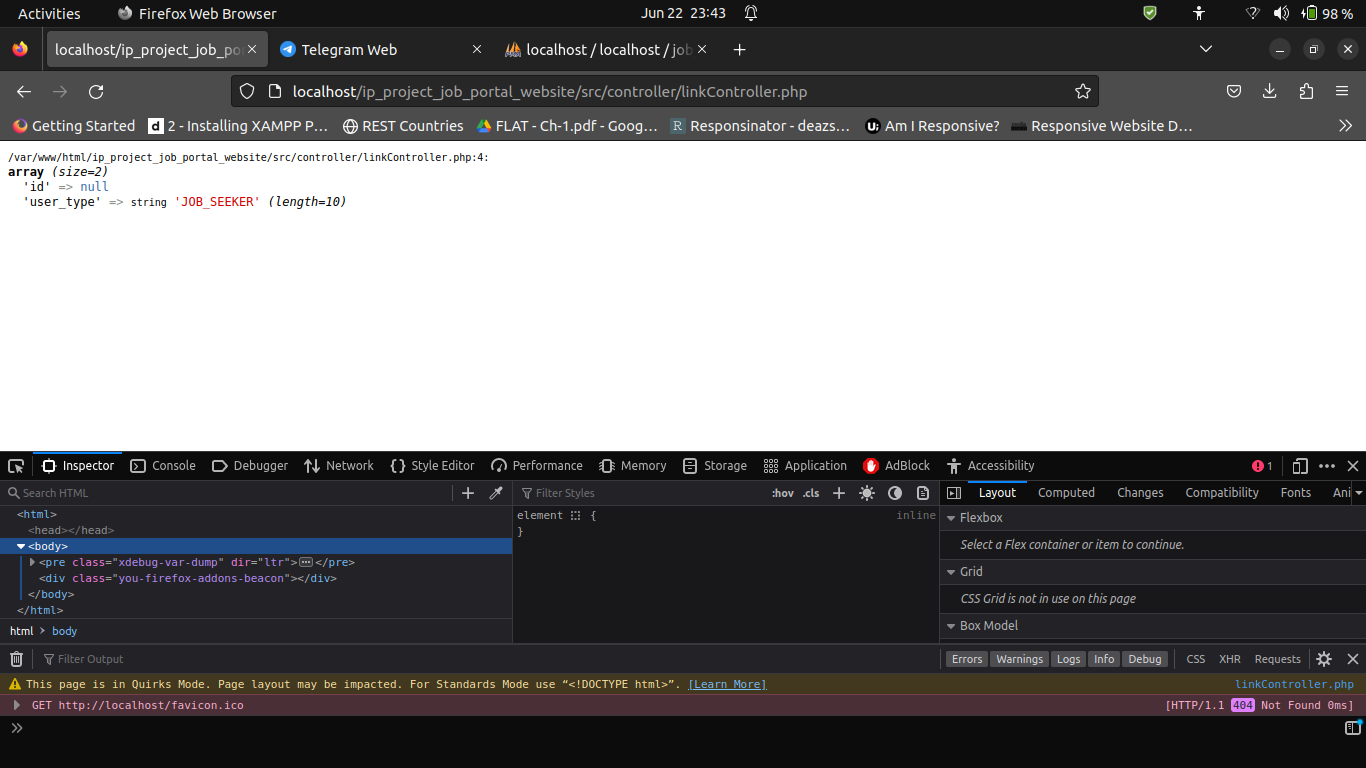 Activities Firefox Web Browser Jun 22 23:43 98 %
localhost/ip_project_job_po Telegram Web localhost / localhost / job
localhost/ip_project_job_portal_website/src/controller/linkController.php
Getting Started d 2 - Installing XAMPP P… REST Countries FLAT - Ch-1.pdf - Goog… R Responsinator - deazs… U: Am I Responsive? Responsive Website D…
/var/www/html/ip_project_job_portal_website/src/controller/linkController.php:4:
array (size=2)
'id' => null
'user_type' => string 'JOB_SEEKER' (length=10)
Inspector Console Debugger Network Style Editor Performance Memory Storage Application AdBlock Accessibility 1
Search HTML Filter Styles :hov .cls Layout Computed Changes Compatibility Fonts Ani
<html>
<head></head>
<body>
<pre class="xdebug-var-dump" dir="ltr"></pre>
<div class="you-firefox-addons-beacon"></div>
</body>
</html>
html > body
element { inline
}
Flexbox
Select a Flex container or item to continue.
Grid
CSS Grid is not in use on this page
Box Model
Filter Output Errors Warnings Logs Info Debug CSS XHR Requests
This page is in Quirks Mode. Page layout may be impacted. For Standards Mode use “<!DOCTYPE html>”. [Learn More] linkController.php
GET http://localhost/favicon.ico [HTTP/1.1 404 Not Found 0ms]